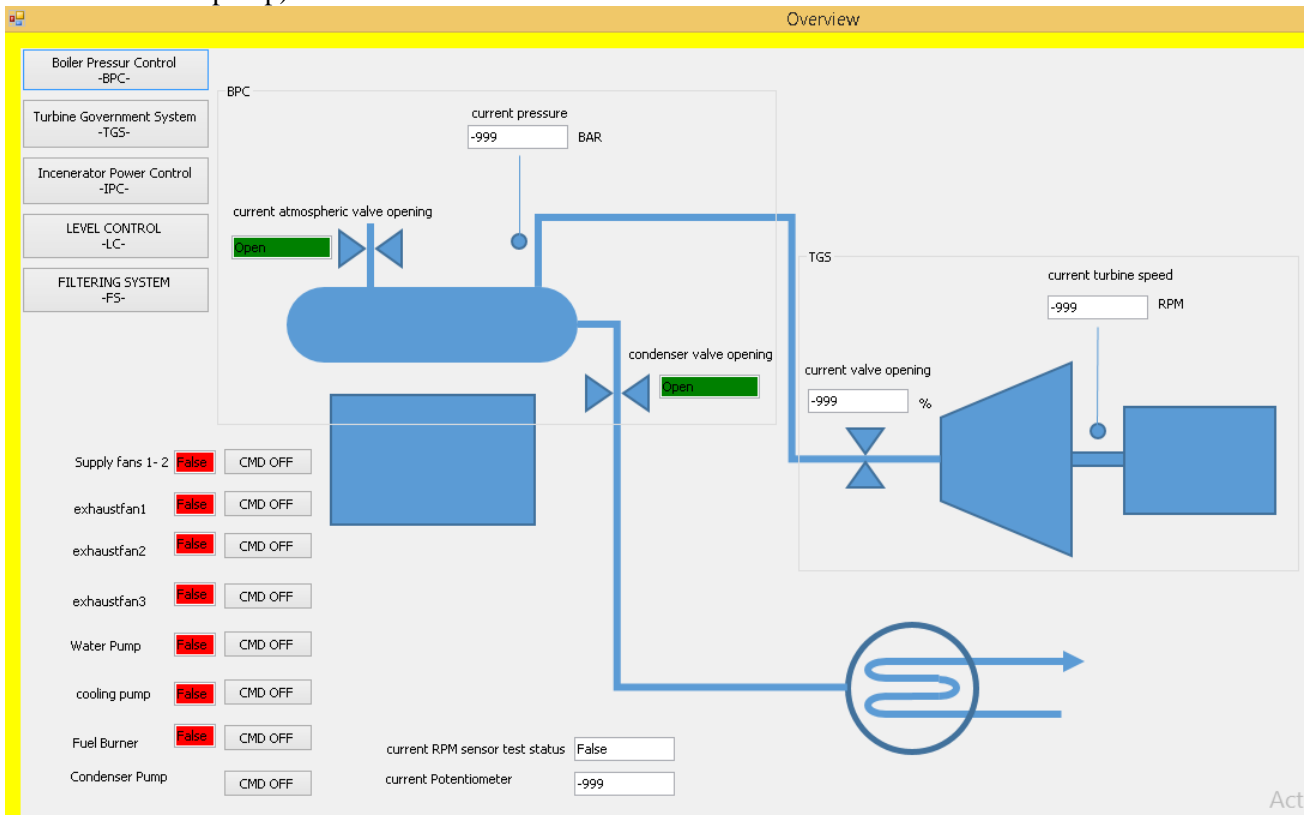 Overview
Boiler Pressur Control
-BPC-
Turbine Government System
-TGS-
Incenerator Power Control
-IPC-
LEVEL CONTROL
-LC-
FILTERING SYSTEM
-FS-
BPC
current pressure
-999 BAR
current atmospheric valve opening
Open
condenser valve opening
Open
TGS
current turbine speed
-999 RPM
current valve opening
-999 %
Supply fans 1- 2 False CMD OFF
exhaustfan1 False CMD OFF
exhaustfan2 False CMD OFF
exhaustfan3 False CMD OFF
Water Pump False CMD OFF
cooling pump False CMD OFF
Fuel Burner False CMD OFF
Condenser Pump CMD OFF
current RPM sensor test status False
current Potentiometer -999
Act